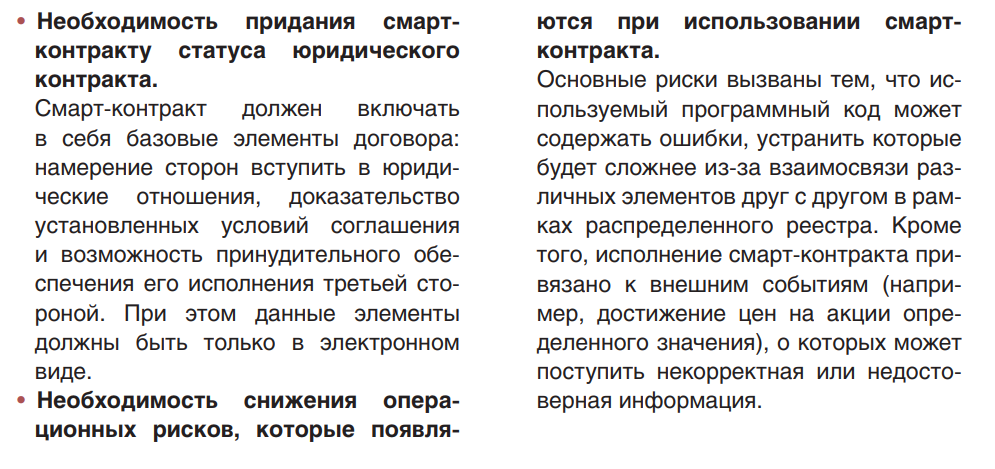 • Необходимость придания смарт-
контракту статуса юридического
контракта.
Смарт-контракт должен включать
в себя базовые элементы договора:
намерение сторон вступить в юриди-
ческие отношения, доказательство
установленных условий соглашения
и возможность принудительного обе-
спечения его исполнения третьей сто-
роной. При этом данные элементы
должны быть только в электронном
виде.
• Необходимость снижения опера-
ционных рисков, которые появля-
ются при использовании смарт-
контракта.
Основные риски вызваны тем, что ис-
пользуемый программный код может
содержать ошибки, устранить которые
будет сложнее из-за взаимосвязи раз-
личных элементов друг с другом в рам-
ках распределенного реестра. Кроме
того, исполнение смарт-контракта при-
вязано к внешним событиям (напри-
мер, достижение цен на акции опре-
деленного значения), о которых может
поступить некорректная или недосто-
верная информация.